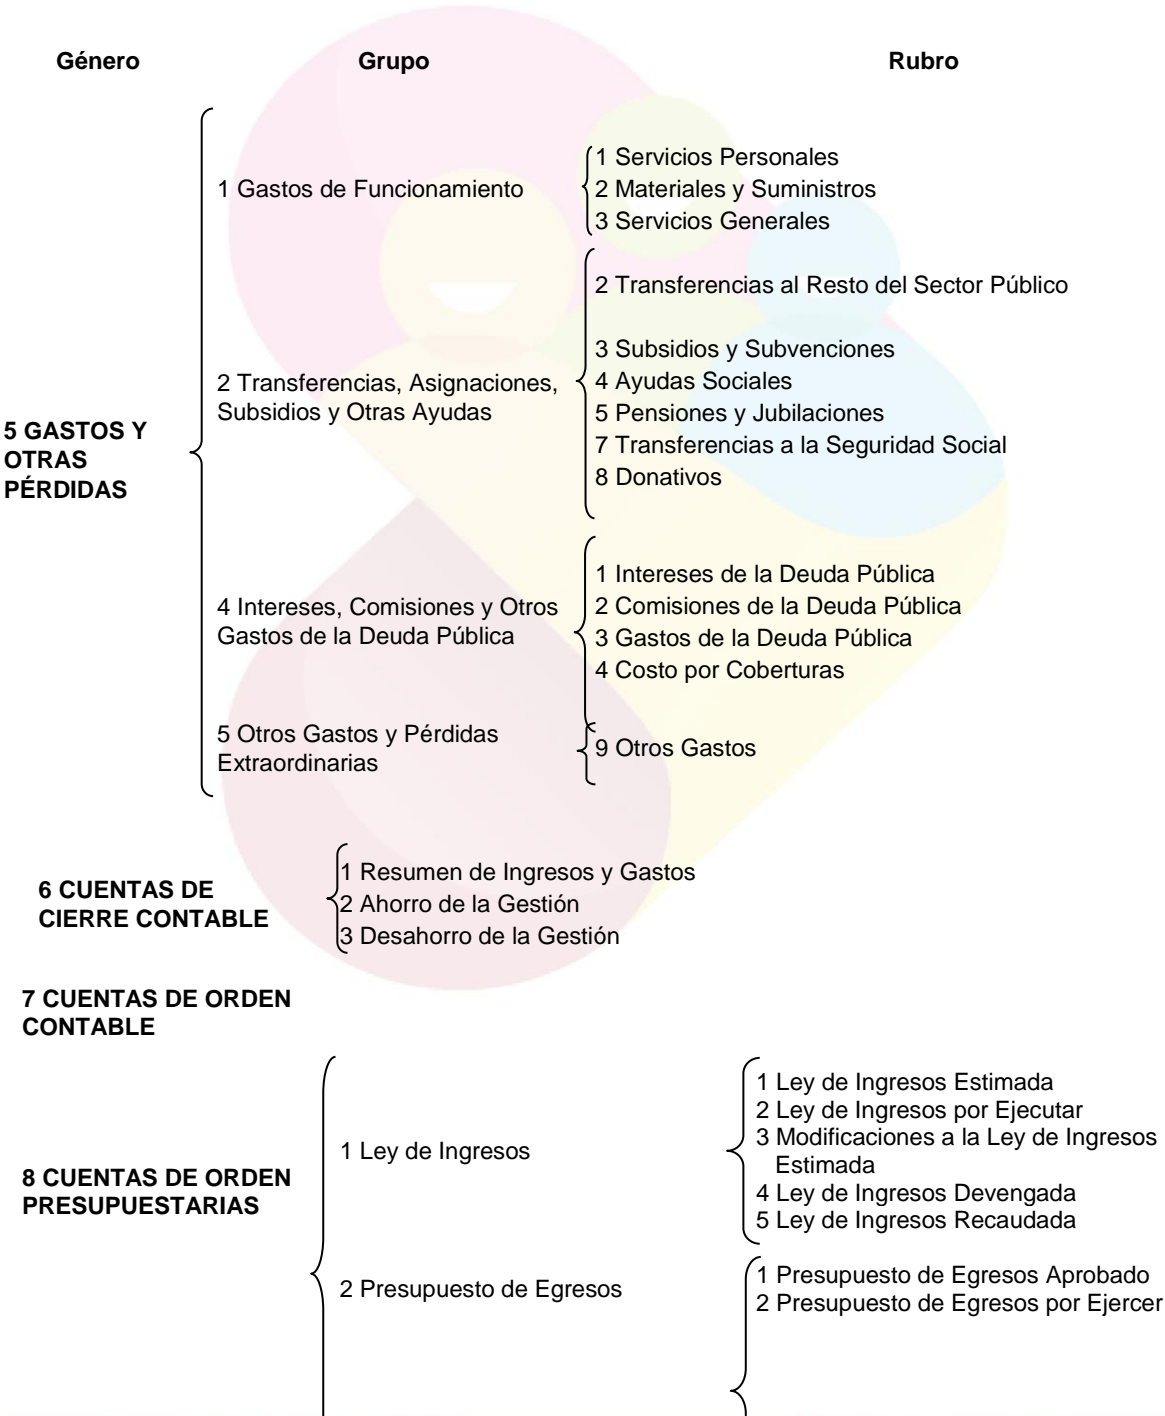 Género Grupo Rubro
1 Gastos de Funcionamiento
1 Servicios Personales
2 Materiales y Suministros
3 Servicios Generales
5 GASTOS Y
OTRAS
PÉRDIDAS
2 Transferencias, Asignaciones,
Subsidios y Otras Ayudas
2 Transferencias al Resto del Sector Público
3 Subsidios y Subvenciones
4 Ayudas Sociales
5 Pensiones y Jubilaciones
7 Transferencias a la Seguridad Social
8 Donativos
4 Intereses, Comisiones y Otros
Gastos de la Deuda Pública
1 Intereses de la Deuda Pública
2 Comisiones de la Deuda Pública
3 Gastos de la Deuda Pública
4 Costo por Coberturas
5 Otros Gastos y Pérdidas
Extraordinarias
9 Otros Gastos
6 CUENTAS DE
CIERRE CONTABLE
1 Resumen de Ingresos y Gastos
2 Ahorro de la Gestión
3 Desahorro de la Gestión
7 CUENTAS DE ORDEN
CONTABLE
8 CUENTAS DE ORDEN
PRESUPUESTARIAS
1 Ley de Ingresos
1 Ley de Ingresos Estimada
2 Ley de Ingresos por Ejecutar
3 Modificaciones a la Ley de Ingresos
Estimada
4 Ley de Ingresos Devengada
5 Ley de Ingresos Recaudada
2 Presupuesto de Egresos
1 Presupuesto de Egresos Aprobado
2 Presupuesto de Egresos por Ejercer